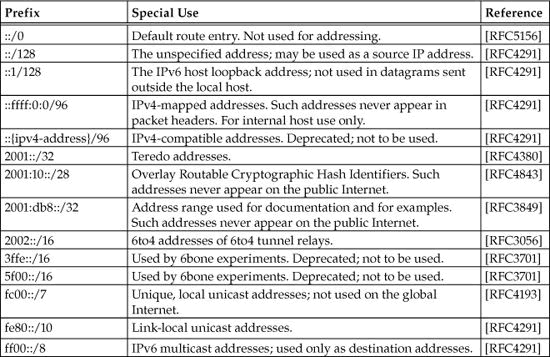 Prefix Special Use Reference
::/0 Default route entry. Not used for addressing. [RFC5156]
::/128 The unspecified address; may be used as a source IP address. [RFC4291]
::1/128 The IPv6 host loopback address; not used in datagrams sent [RFC4291]
outside the local host.
::ffff:0:0/96 IPv4-mapped addresses. Such addresses never appear in [RFC4291]
packet headers. For internal host use only.
::{ipv4-address}/96 IPv4-compatible addresses. Deprecated; not to be used. [RFC4291]
2001::/32 Teredo addresses. [RFC4380]
2001:10::/28 Overlay Routable Cryptographic Hash Identifiers. Such [RFC4843]
addresses never appear on the public Internet.
2001:db8::/32 Address range used for documentation and for examples. [RFC3849]
Such addresses never appear on the public Internet.
2002::/16 6to4 addresses of 6to4 tunnel relays. [RFC3056]
3ffe::/16 Used by 6bone experiments. Deprecated; not to be used. [RFC3701]
5f00::/16 Used by 6bone experiments. Deprecated; not to be used. [RFC3701]
fc00::/7 Unique, local unicast addresses; not used on the global [RFC4193]
Internet.
fe80::/10 Link-local unicast addresses. [RFC4291]
ff00::/8 IPv6 multicast addresses; used only as destination addresses. [RFC4291]